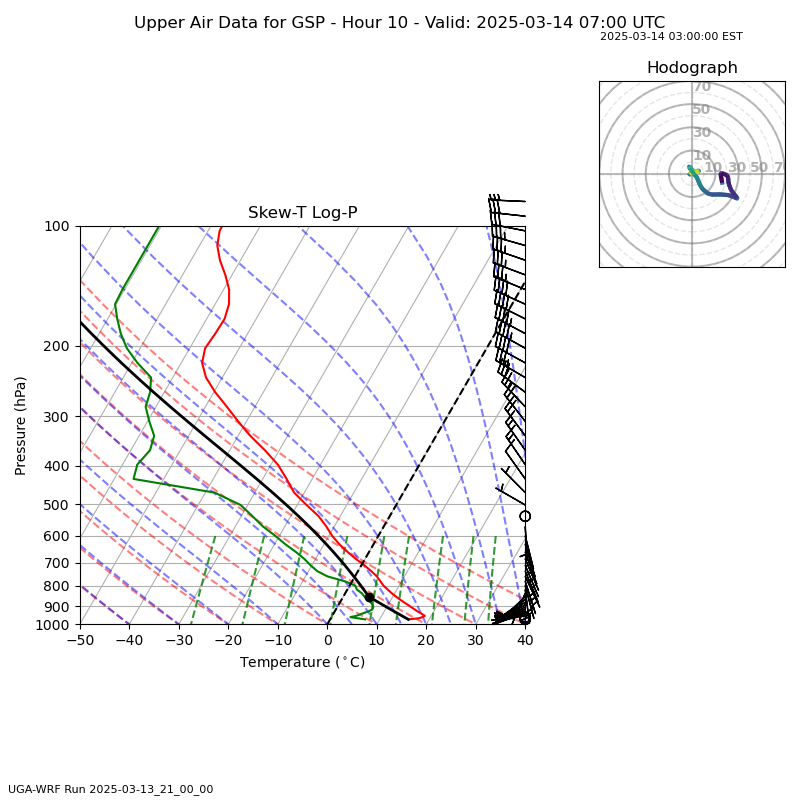 Upper Air Data for GSP - Hour 10 - Valid: 2025-03-14 07:00 UTC
2025-03-14 03:00:00 EST
Hodograph
70
50
30
10
10 30 50 7
Skew-T Log-P
100
200
300
400
500
600
700
800
900
1000
Pressure (hPa)
−50 −40 −30 −20 −10 0 10 20 30 40
Temperature (°C)
UGA-WRF Run 2025-03-13_21_00_00